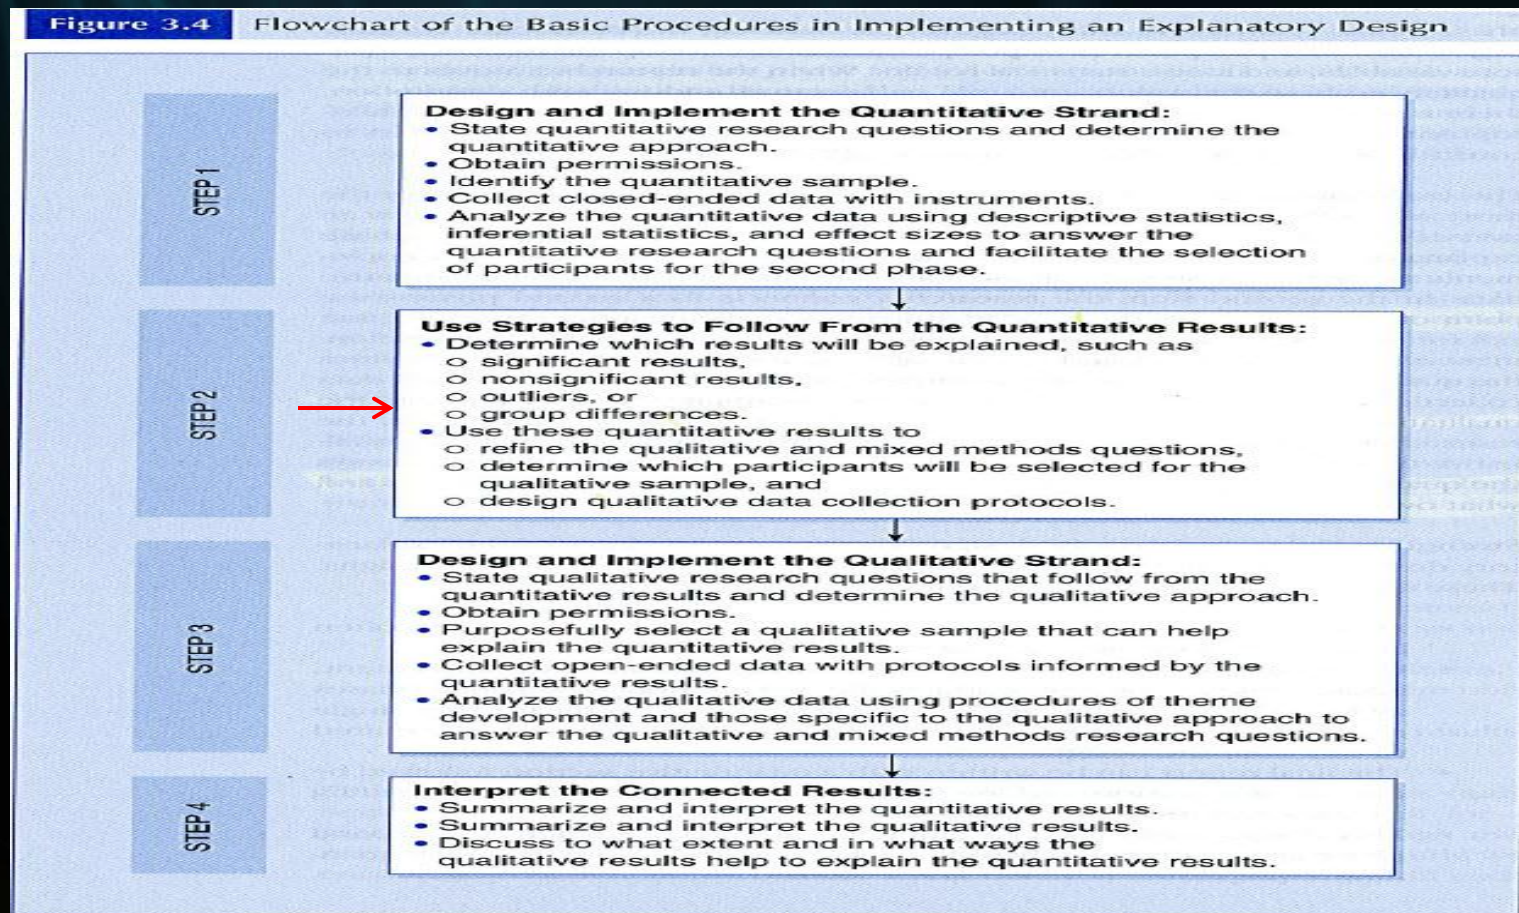 Figure 3.4 Flowchart of the Basic Procedures in Implementing an Explanatory Design
STEP 1
Design and Implement the Quantitative Strand:
• State quantitative research questions and determine the
quantitative approach.
• Obtain permissions.
• Identify the quantitative sample.
• Collect closed-ended data with instruments.
• Analyze the quantitative data using descriptive statistics,
inferential statistics, and effect sizes to answer the
quantitative research questions and facilitate the selection
of participants for the second phase.
STEP 2
Use Strategies to Follow From the Quantitative Results:
• Determine which results will be explained, such as
o significant results,
o nonsignificant results,
o outliers, or
o group differences.
• Use these quantitative results to
o refine the qualitative and mixed methods questions,
o determine which participants will be selected for the
qualitative sample, and
o design qualitative data collection protocols.
STEP 3
Design and Implement the Qualitative Strand:
• State qualitative research questions that follow from the
quantitative results and determine the qualitative approach.
• Obtain permissions.
• Purposefully select a qualitative sample that can help
explain the quantitative results.
• Collect open-ended data with protocols informed by the
quantitative results.
• Analyze the qualitative data using procedures of theme
development and those specific to the qualitative approach to
answer the qualitative and mixed methods research questions.
STEP 4
Interpret the Connected Results:
• Summarize and interpret the quantitative results.
• Summarize and interpret the qualitative results.
• Discuss to what extent and in what ways the
qualitative results help to explain the quantitative results.